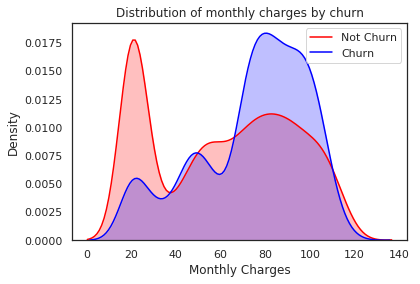 Distribution of monthly charges by churn
Not Churn
Churn
Density
0.0175
0.0150
0.0125
0.0100
0.0075
0.0050
0.0025
0.0000
0 20 40 60 80 100 120 140
Monthly Charges